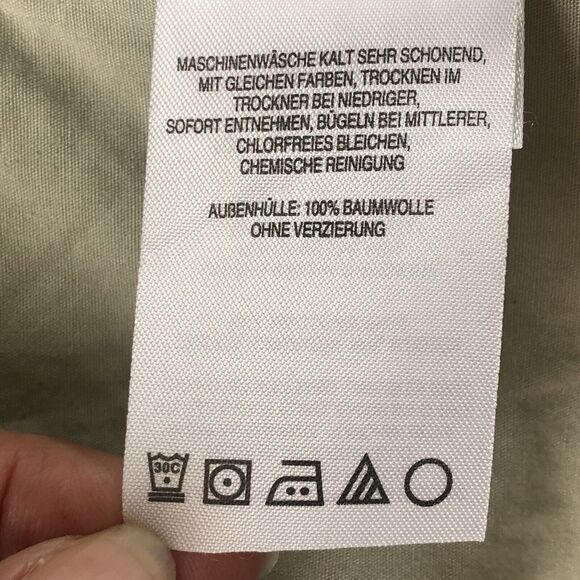 MASCHINENWÄSCHE KALT SEHR SCHONEND,
MIT GLEICHEN FARBEN, TROCKNEN IM
TROCKNER BEI NIEDRIGER,
SOFORT ENTNEHMEN, BÜGELN BEI MITTLERER,
CHLORFREIES BLEICHEN,
CHEMISCHE REINIGUNG
AUßENHÜLLE: 100% BAUMWOLLE
OHNE VERZIERUNG
30C